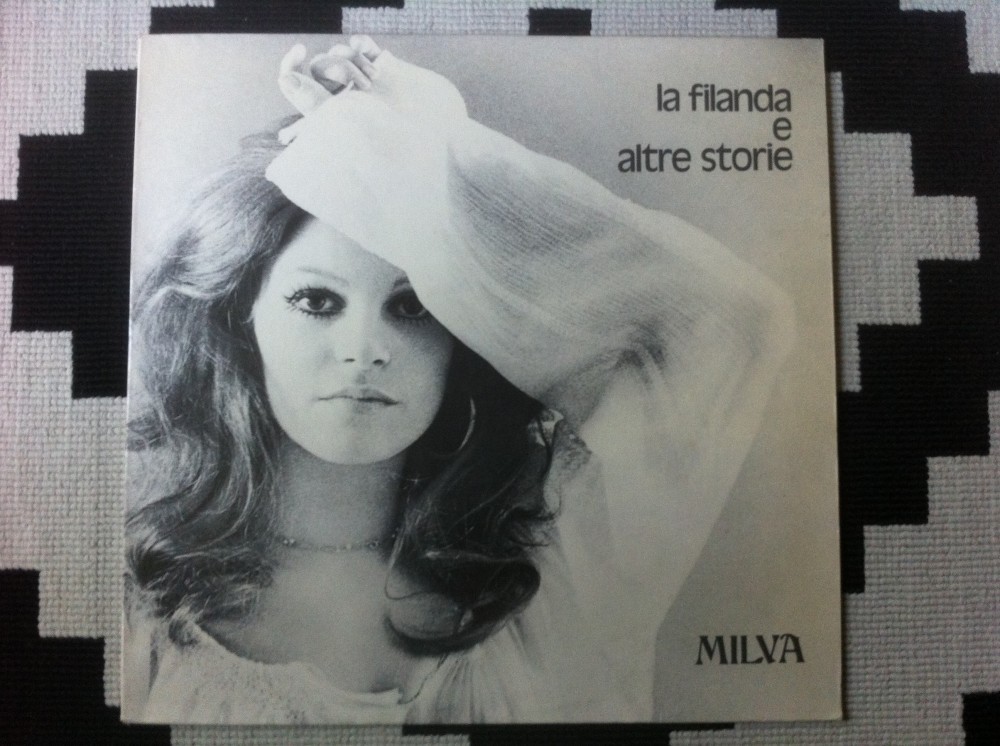 la filanda
e
altre storie
MILVA